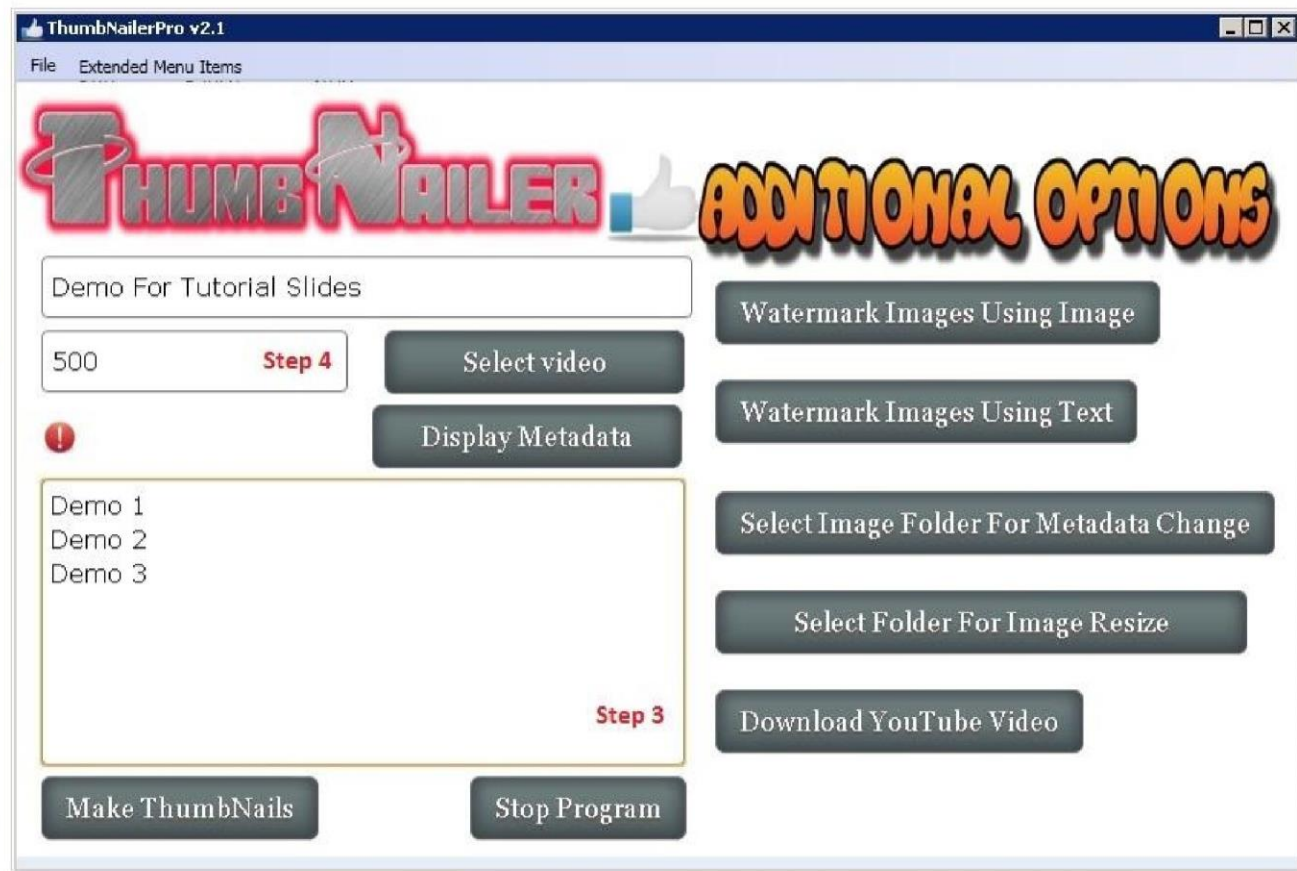 ThumbNailerPro v2.1
File Extended Menu Items
THUMBNAILER
ADDITIONAL OPTIONS
Demo For Tutorial Slides
500 Step 4
Select video
Display Metadata
Demo 1
Demo 2
Demo 3
Step 3
Make ThumbNails
Stop Program
Watermark Images Using Image
Watermark Images Using Text
Select Image Folder For Metadata Change
Select Folder For Image Resize
Download YouTube Video